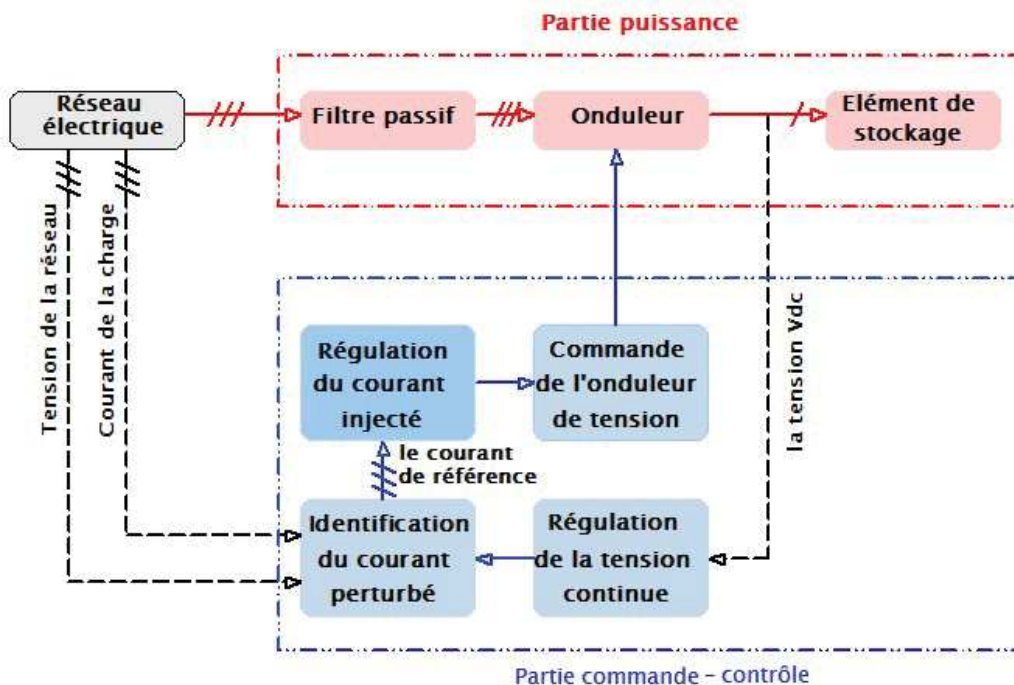 Partie puissance
Réseau
électrique
Filtre passif
Onduleur
Elément de
stockage
Tension de la réseau
Courant de la charge
la tension Vdc
Régulation
du courant
injecté
Commande
de l'onduleur
de tension
le courant
de référence
Identification
du courant
perturbé
Régulation
de la tension
continue
Partie commande – contrôle